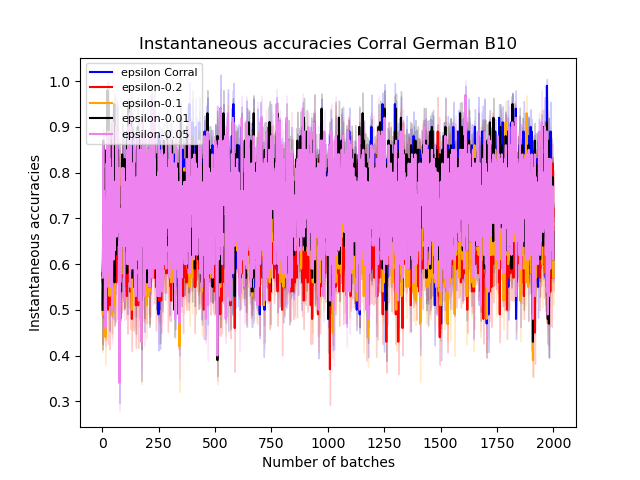 Instantaneous accuracies Corral German B10
epsilon Corral
epsilon-0.2
epsilon-0.1
epsilon-0.01
epsilon-0.05
Instantaneous accuracies
1.0
0.9
0.8
0.7
0.6
0.5
0.4
0.3
0 250 500 750 1000 1250 1500 1750 2000
Number of batches